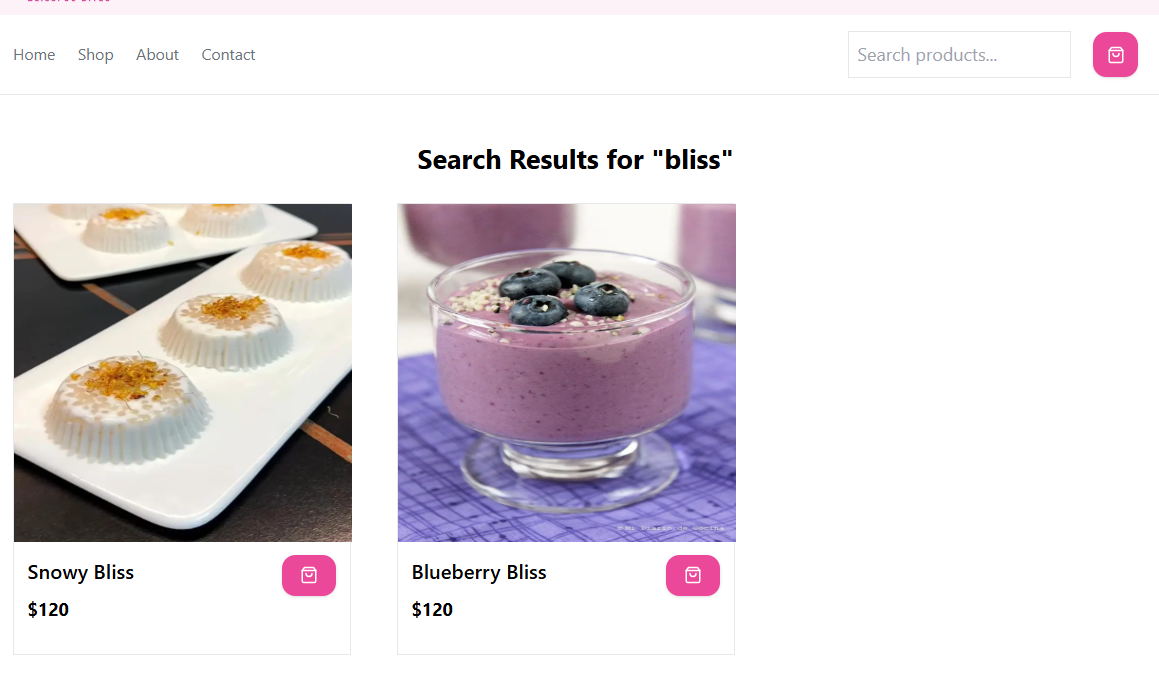 Home Shop About Contact Search products...
Search Results for "bliss"
Snowy Bliss
$120
Blueberry Bliss
$120